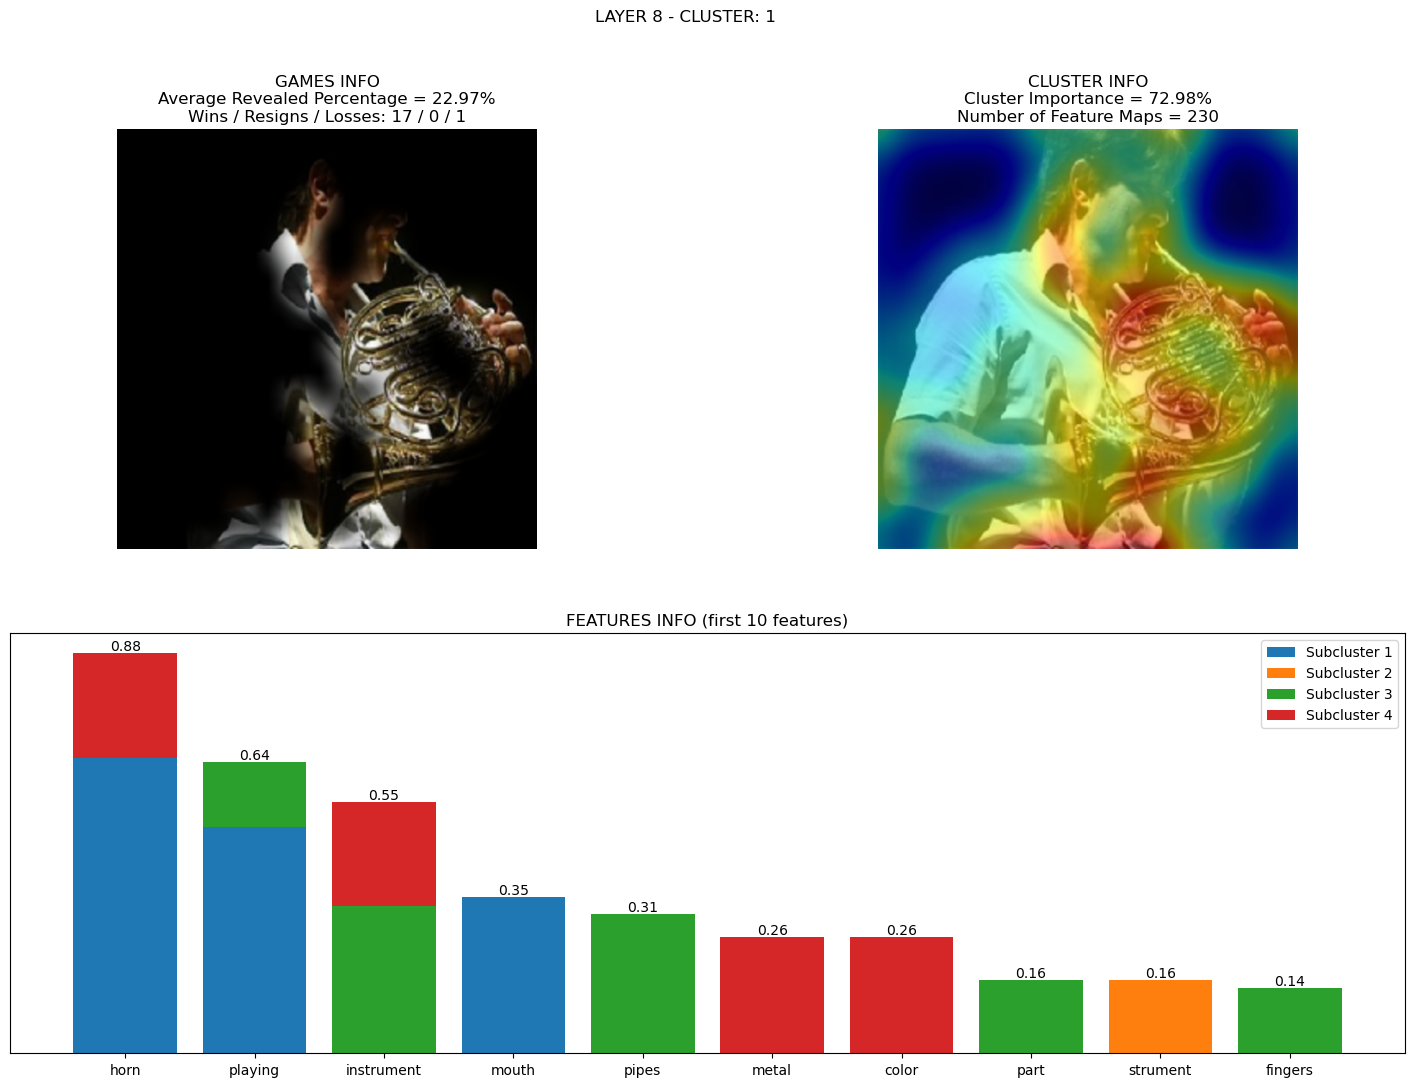 LAYER 8 - CLUSTER: 1
GAMES INFO
Average Revealed Percentage = 22.97%
Wins / Resigns / Losses: 17 / 0 / 1
CLUSTER INFO
Cluster Importance = 72.98%
Number of Feature Maps = 230
FEATURES INFO (first 10 features)
Subcluster 1
Subcluster 2
Subcluster 3
Subcluster 4
0.88
0.64
0.55
0.35
0.31
0.26
0.26
0.16
0.16
0.14
horn
playing
instrument
mouth
pipes
metal
color
part
strument
fingers